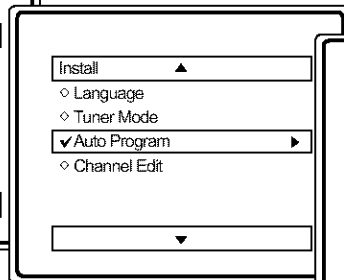 Install ▲
◇ Language
◇ Tuner Mode
✔ Auto Program ▶
◇ Channel Edit
▼